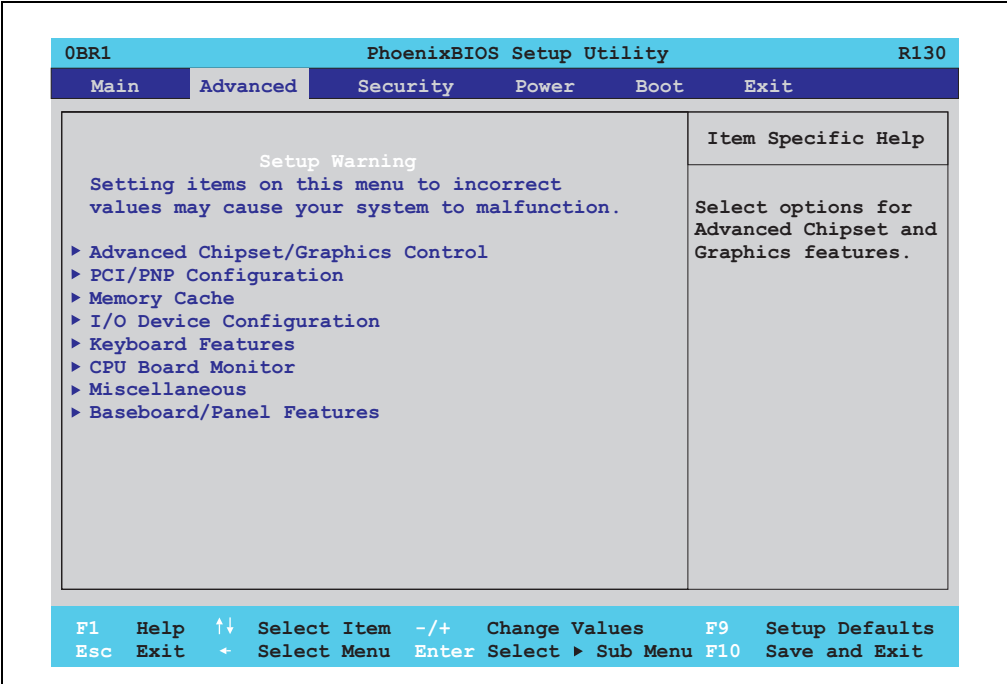 0BR1 PhoenixBIOS Setup Utility R130
Main Advanced Security Power Boot Exit
Setup Warning
Setting items on this menu to incorrect
values may cause your system to malfunction.
▶ Advanced Chipset/Graphics Control
▶ PCI/PNP Configuration
▶ Memory Cache
▶ I/O Device Configuration
▶ Keyboard Features
▶ CPU Board Monitor
▶ Miscellaneous
▶ Baseboard/Panel Features
Item Specific Help
Select options for
Advanced Chipset and
Graphics features.
F1 Help ↑↓ Select Item -/+ Change Values F9 Setup Defaults
Esc Exit ← Select Menu Enter Select ▶ Sub Menu F10 Save and Exit